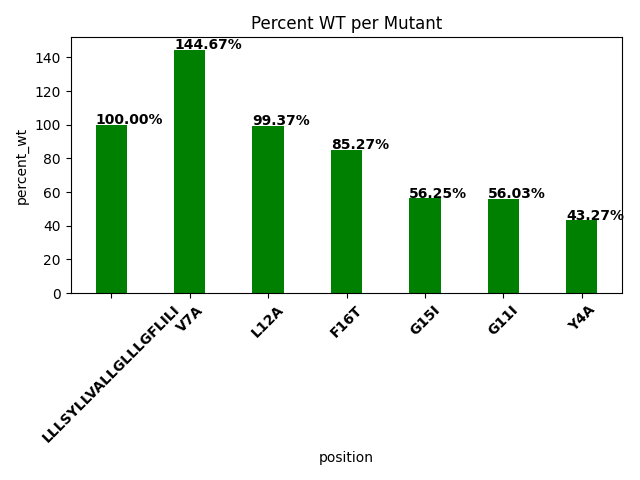 Percent WT per Mutant
percent_wt
140
120
100
80
60
40
20
0
100.00%
144.67%
99.37%
85.27%
56.25%
56.03%
43.27%
LLLSYLLVALLGLLLGFLILI
V7A
L12A
F16T
G15I
G11I
Y4A
position